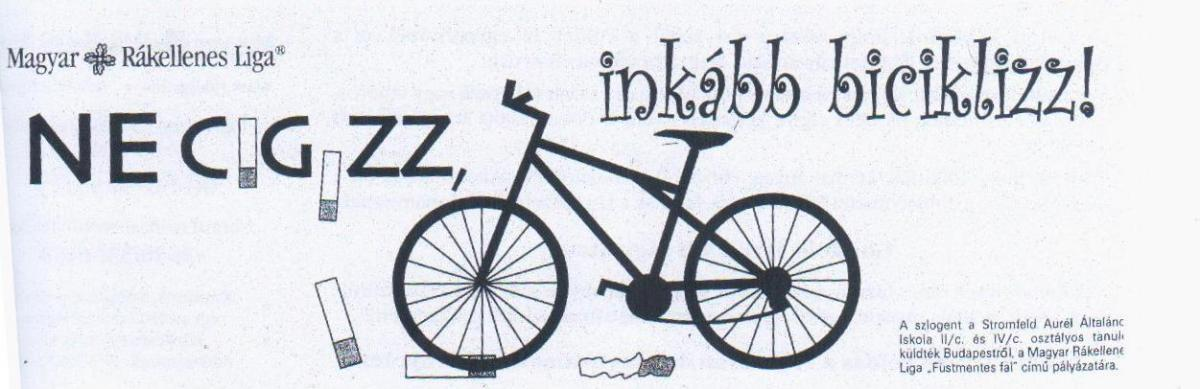 Magyar Rákellenes Liga®
inkább biciklizz!
NE CIGIZZ,
A szlogent a Stromfeld Aurél Általánc
Iskola II/c. és IV/c. osztályos tanul
küldték Budapestről, a Magyar Rákellene
Liga „Füstmentes fal” című pályázatára.